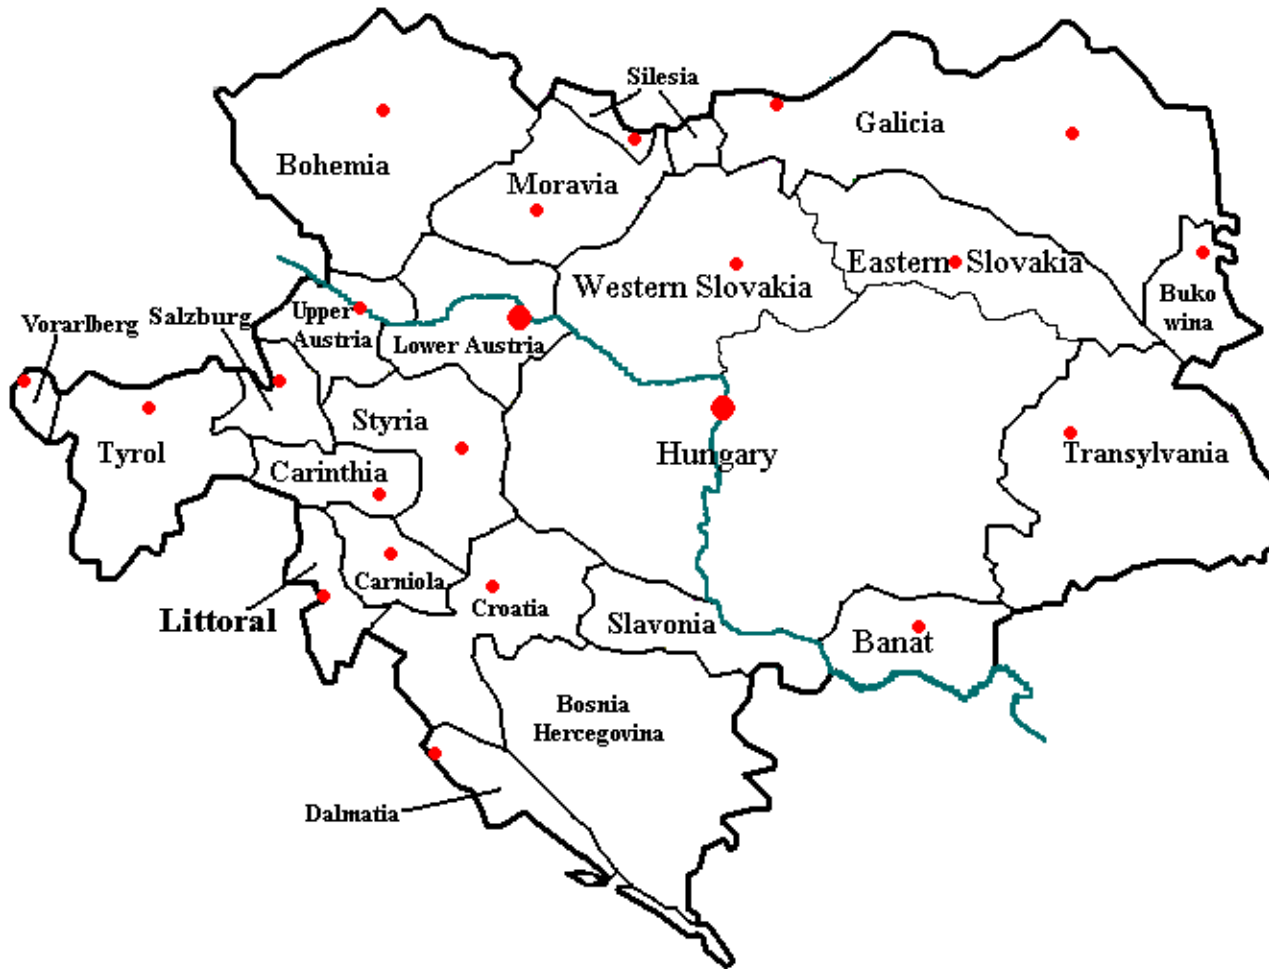 Silesia
Galicia
Bohemia
Moravia
Eastern Slovakia
Western Slovakia
Buko
wina
Vorarlberg
Salzburg
Upper
Austria
Lower Austria
Styria
Tyrol
Carinthia
Hungary
Transylvania
Carniola
Croatia
Littoral
Slavonia
Banat
Bosnia
Hercegovina
Dalmatia